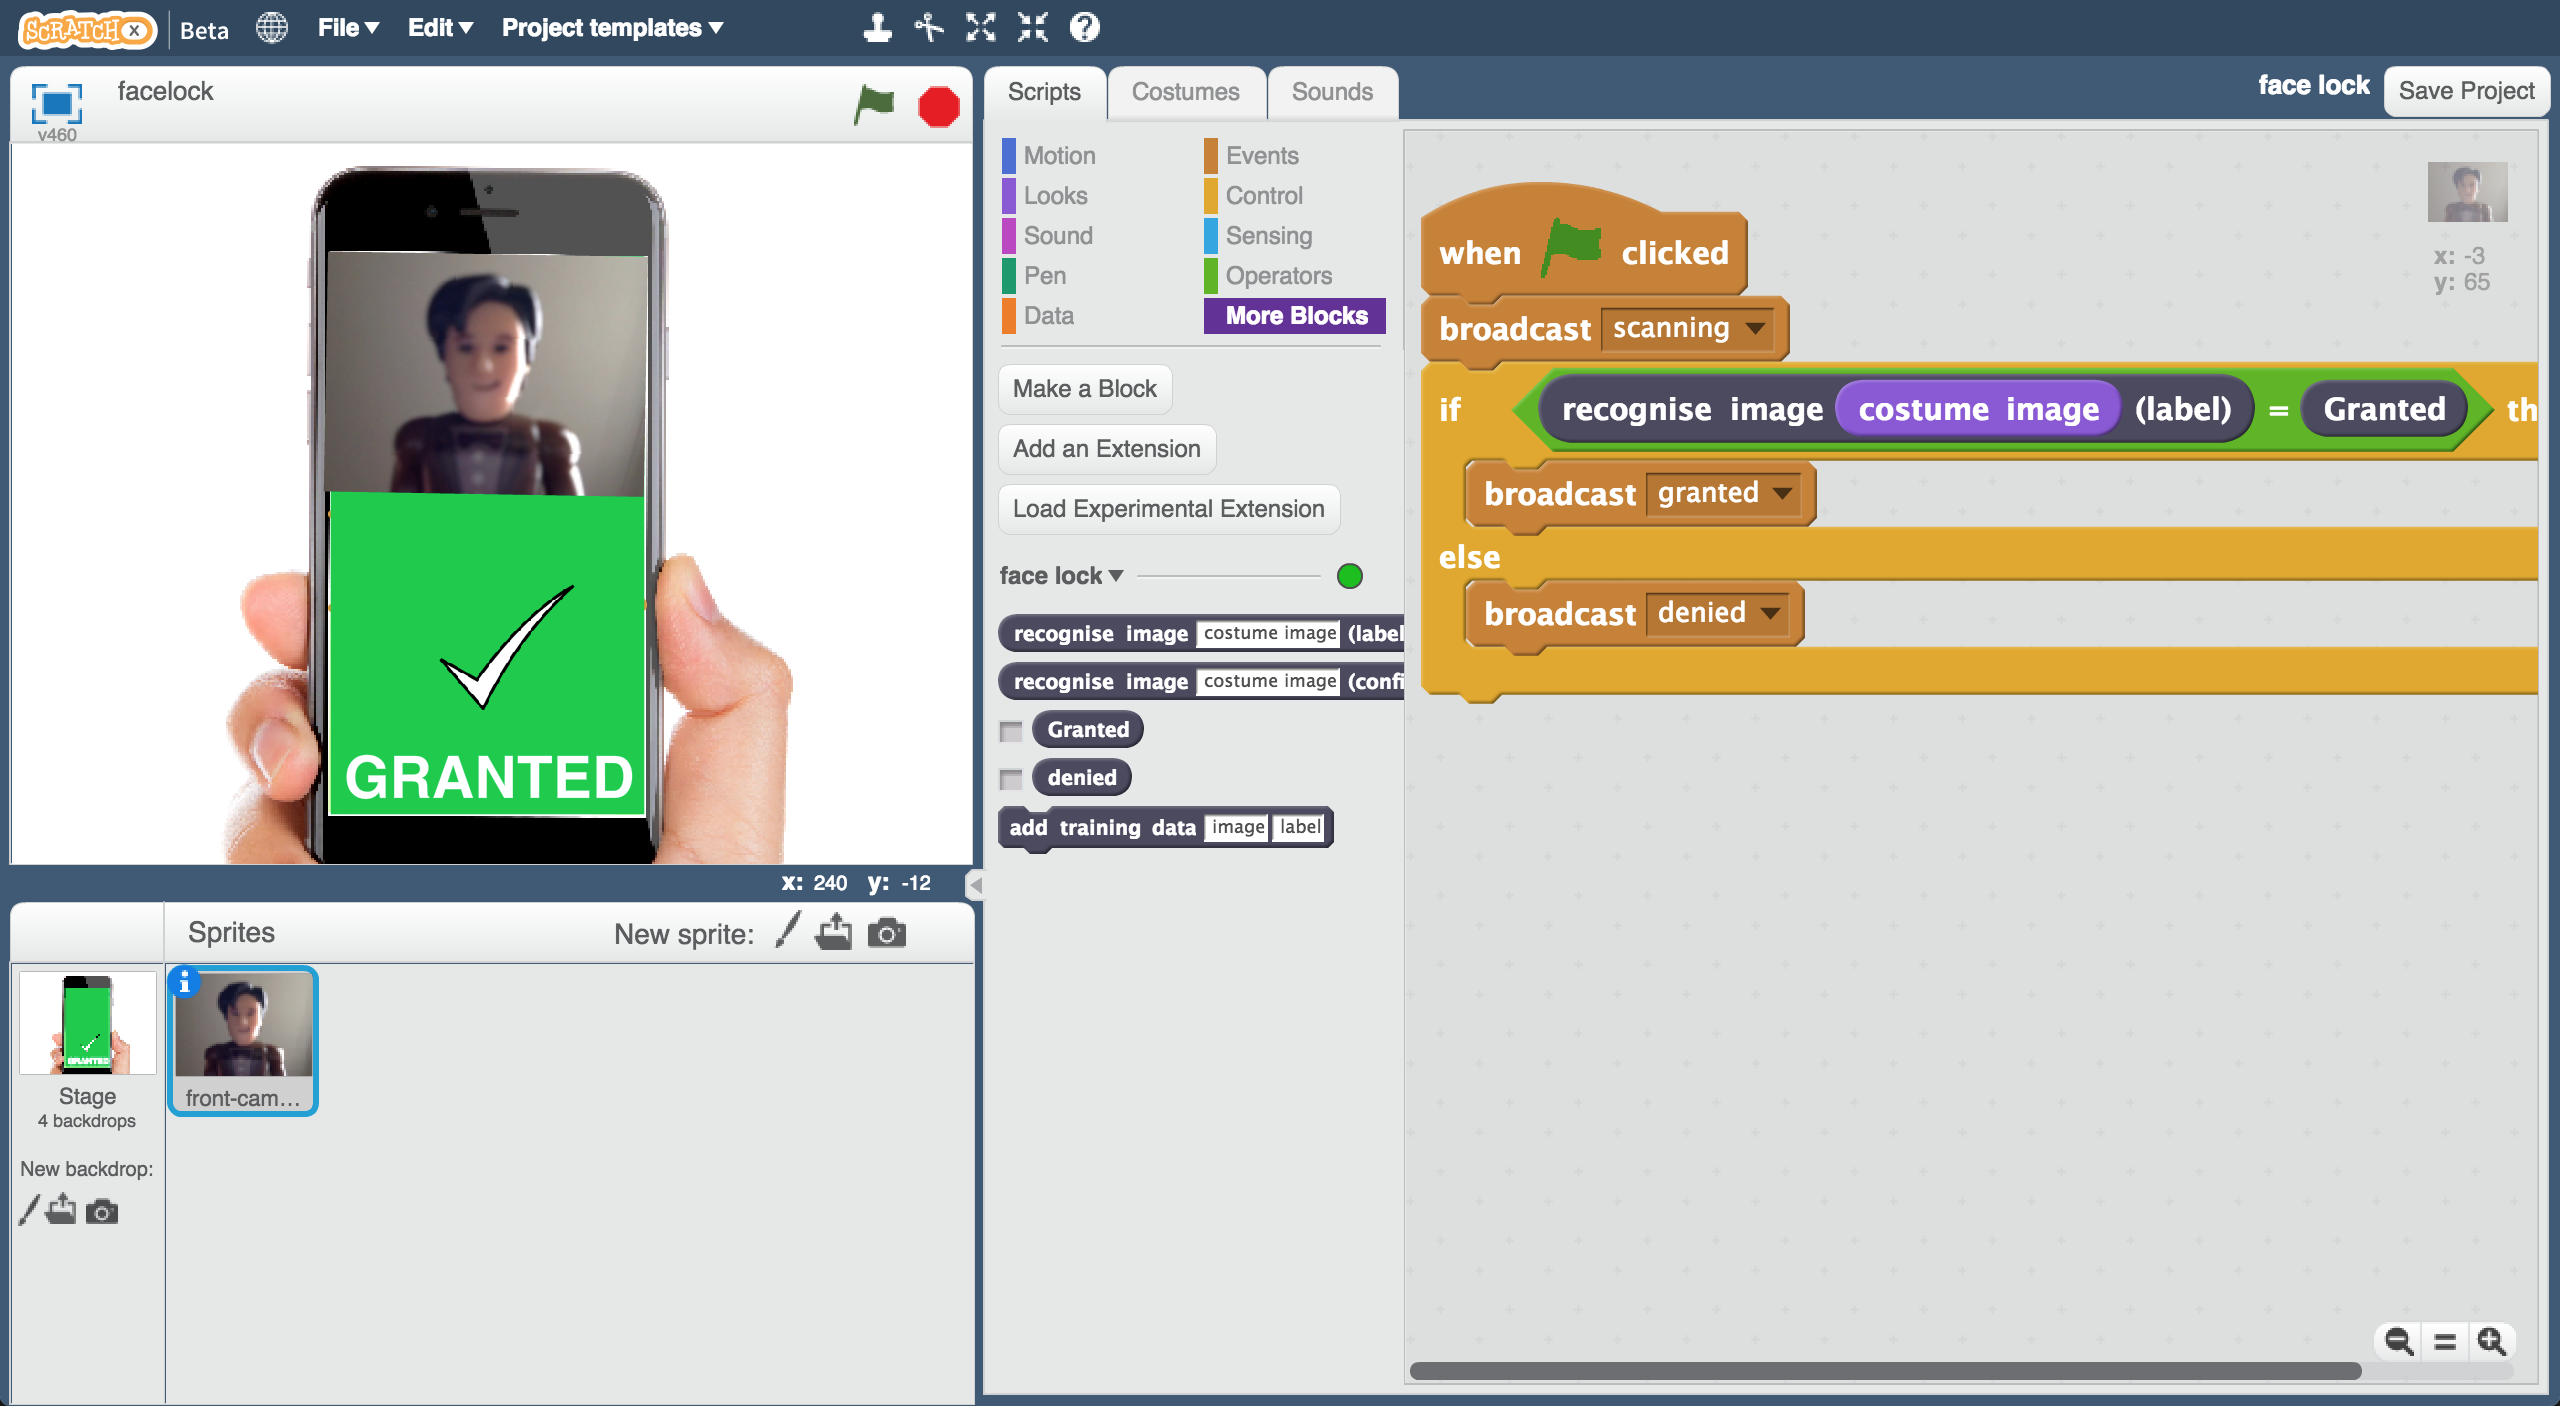 SCRATCHX Beta File Edit Project templates
facelock
v460
GRANTED
x: 240 y: -12
Sprites
New sprite:
GRANTED
Stage
4 backdrops
New backdrop:
front-cam...
Scripts Costumes Sounds
face lock Save Project
Motion Events
Looks Control
Sound Sensing
Pen Operators
Data More Blocks
Make a Block
Add an Extension
Load Experimental Extension
face lock
recognise image costume image (label
recognise image costume image (confi
Granted
denied
add training data image label
x: -3
y: 65
when clicked
broadcast scanning
if recognise image costume image (label) = Granted th
broadcast granted
else
broadcast denied